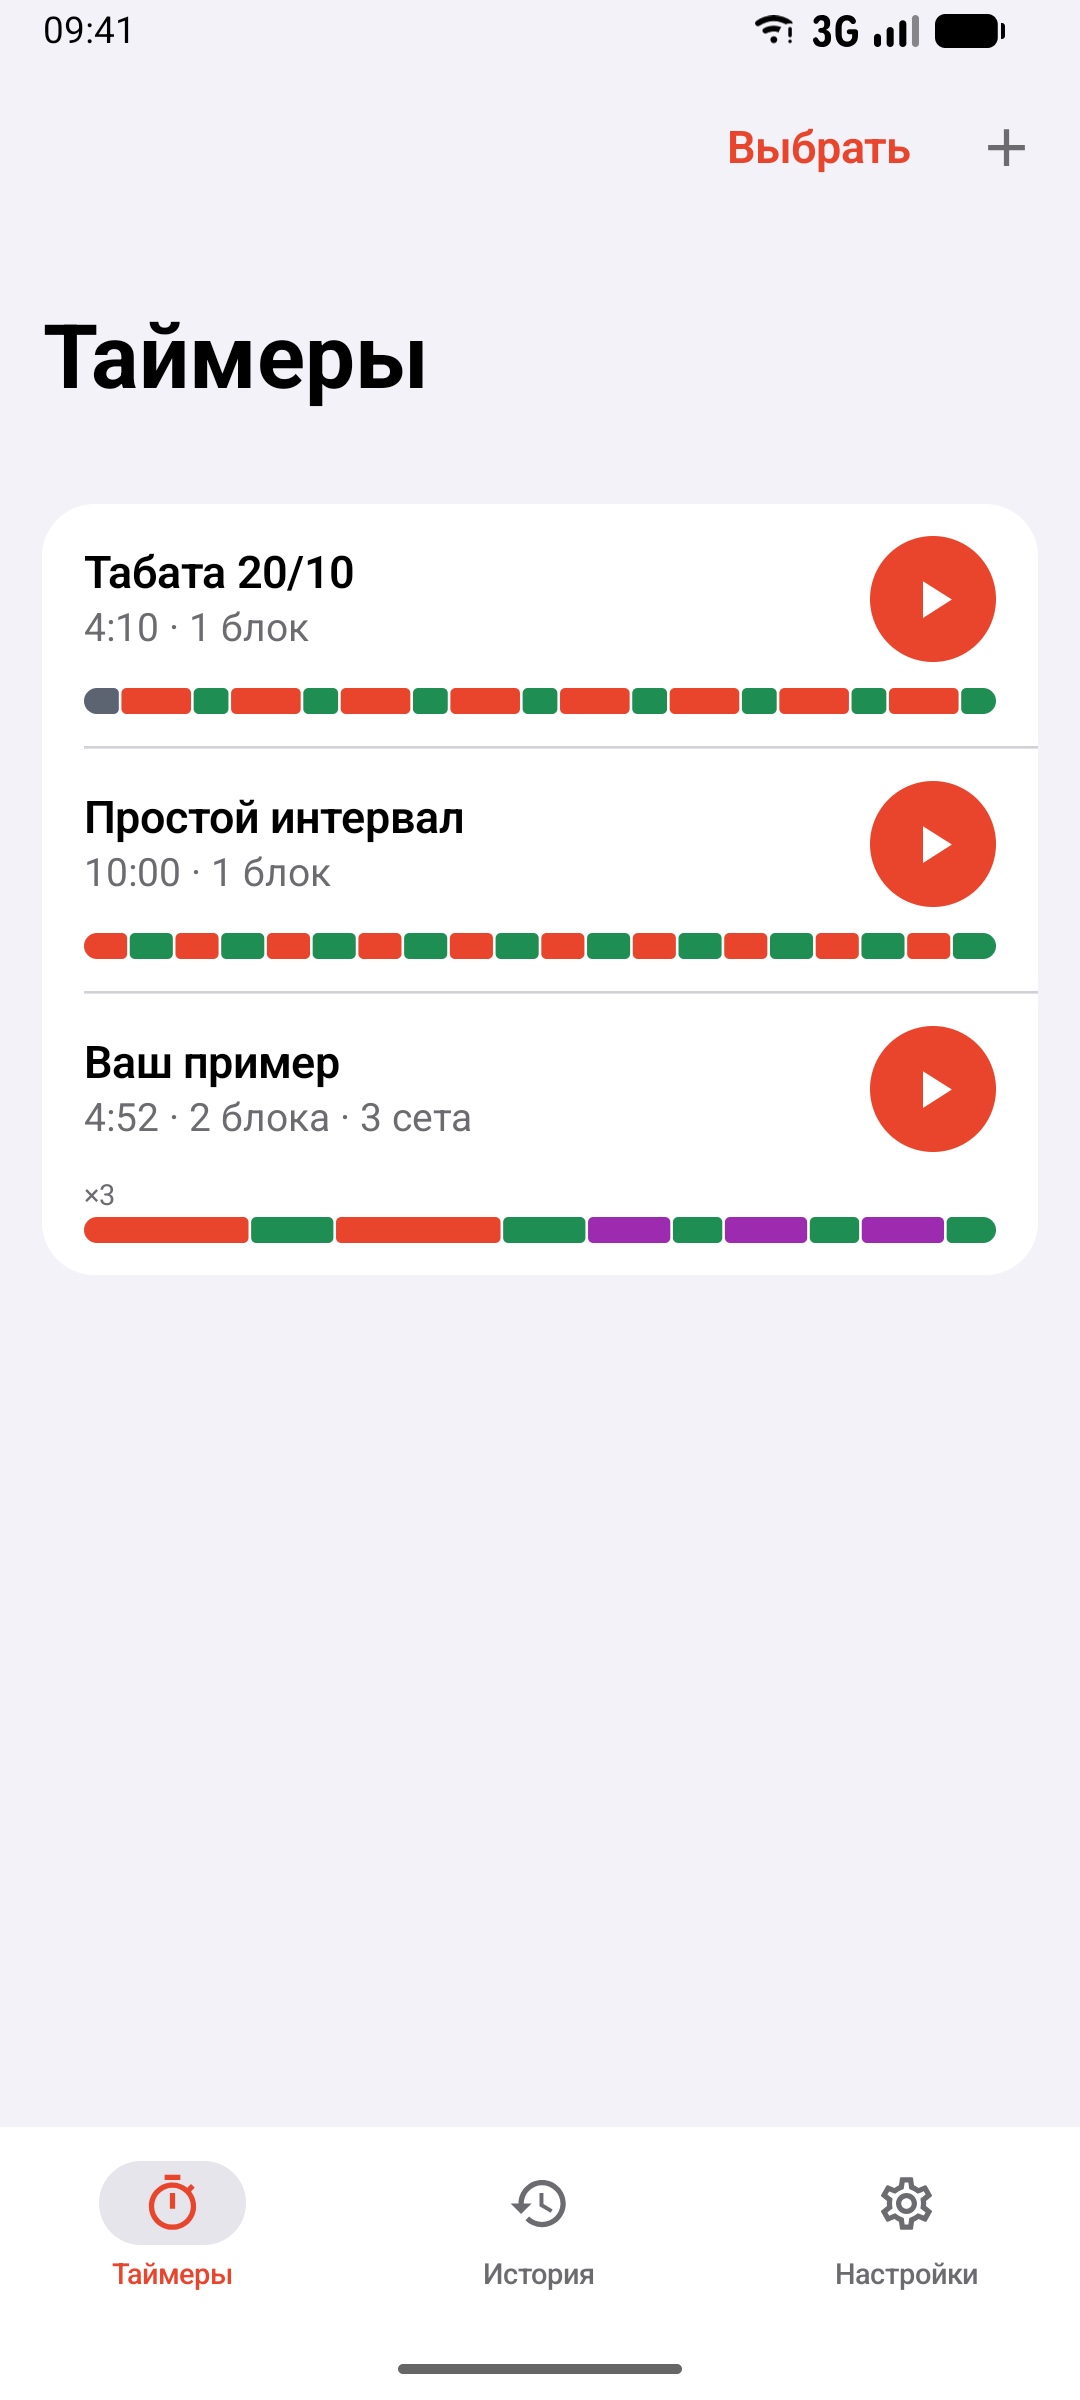 09:41
3G
Выбрать
Таймеры
Табата 20/10
4:10 · 1 блок
Простой интервал
10:00 · 1 блок
Ваш пример
4:52 · 2 блока · 3 сета
×3
Таймеры
История
Настройки